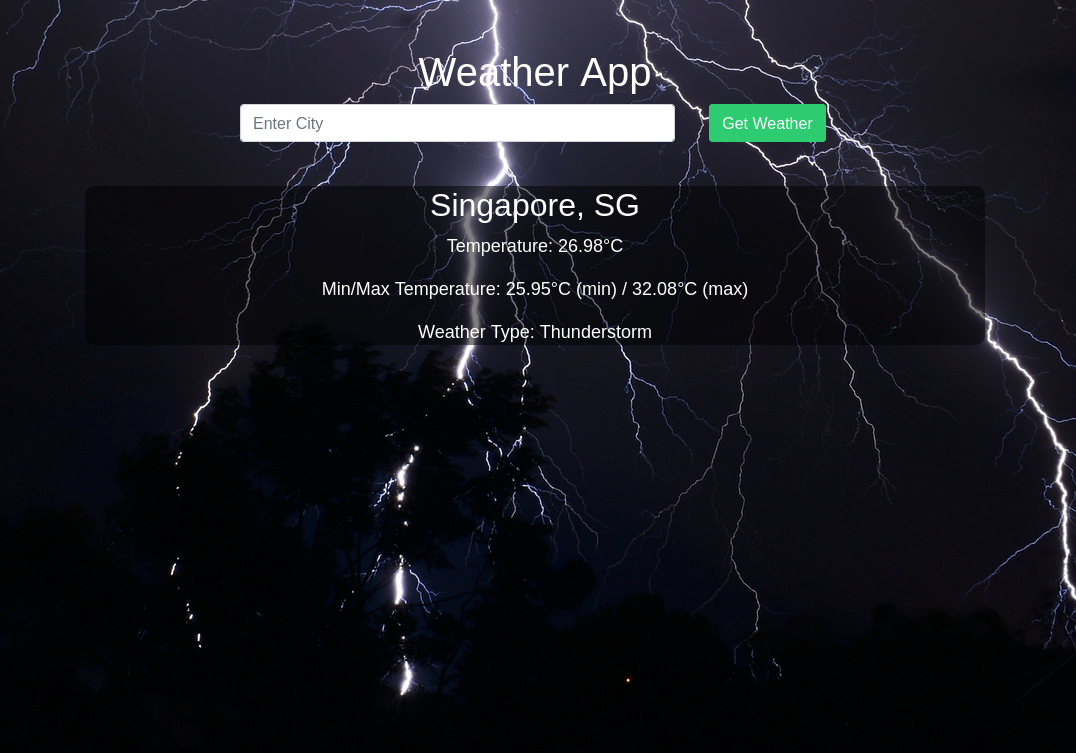 Weather App
Enter City
Get Weather
Singapore, SG
Temperature: 26.98°C
Min/Max Temperature: 25.95°C (min) / 32.08°C (max)
Weather Type: Thunderstorm